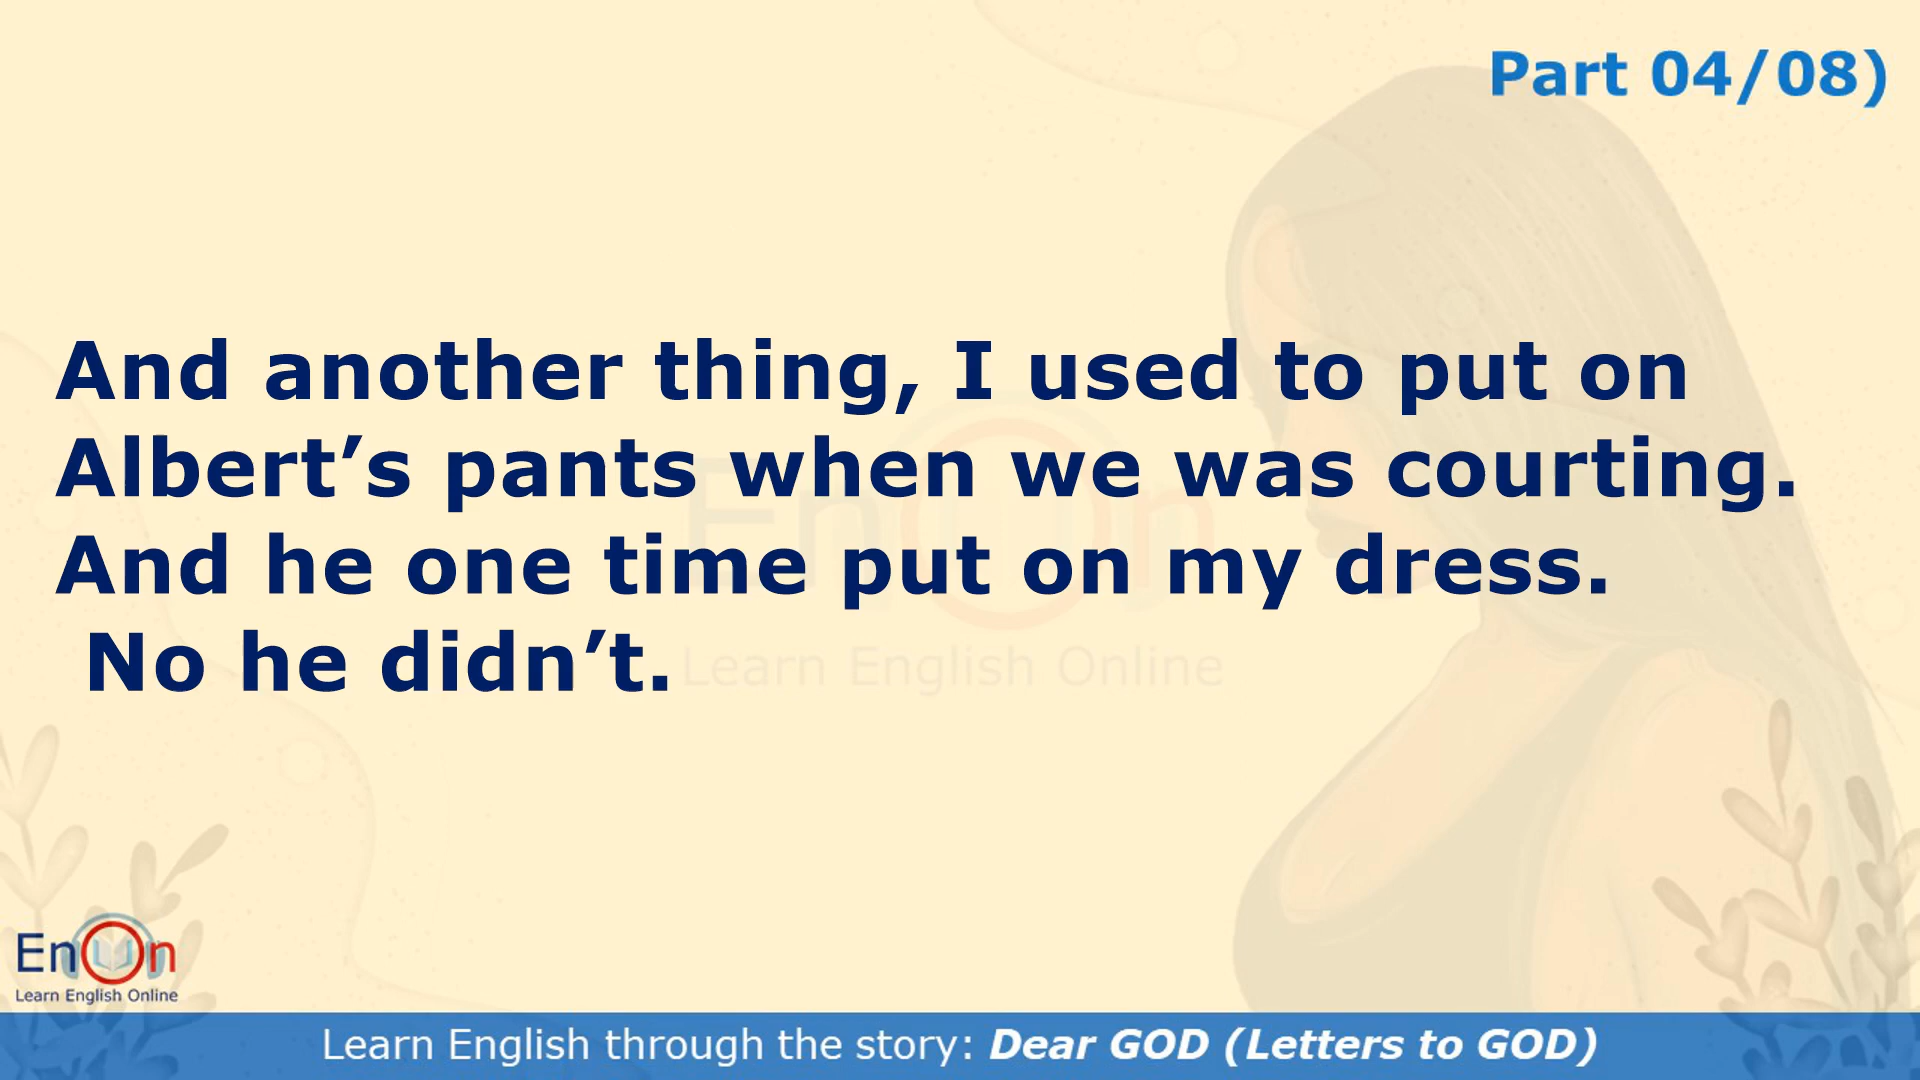 Part 04/08)
And another thing, I used to put on
Albert’s pants when we was courting.
And he one time put on my dress.
No he didn’t.
Learn English Online
EnOn
Learn English Online
Learn English through the story: Dear GOD (Letters to GOD)